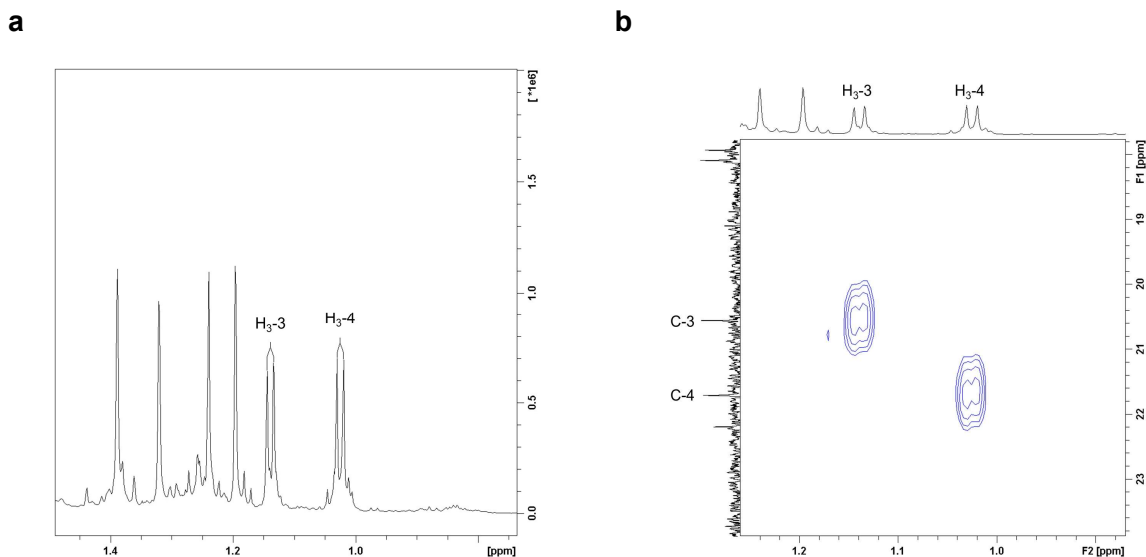 a
b
[ *1e6]
1.5
1.0
0.5
0.0
H₃-3
H₃-4
1.4
1.2
1.0
[ppm]
H₃-3
H₃-4
F1 [ppm]
19
20
21
22
23
C-3
C-4
1.2
1.1
1.0
F2 [ppm]